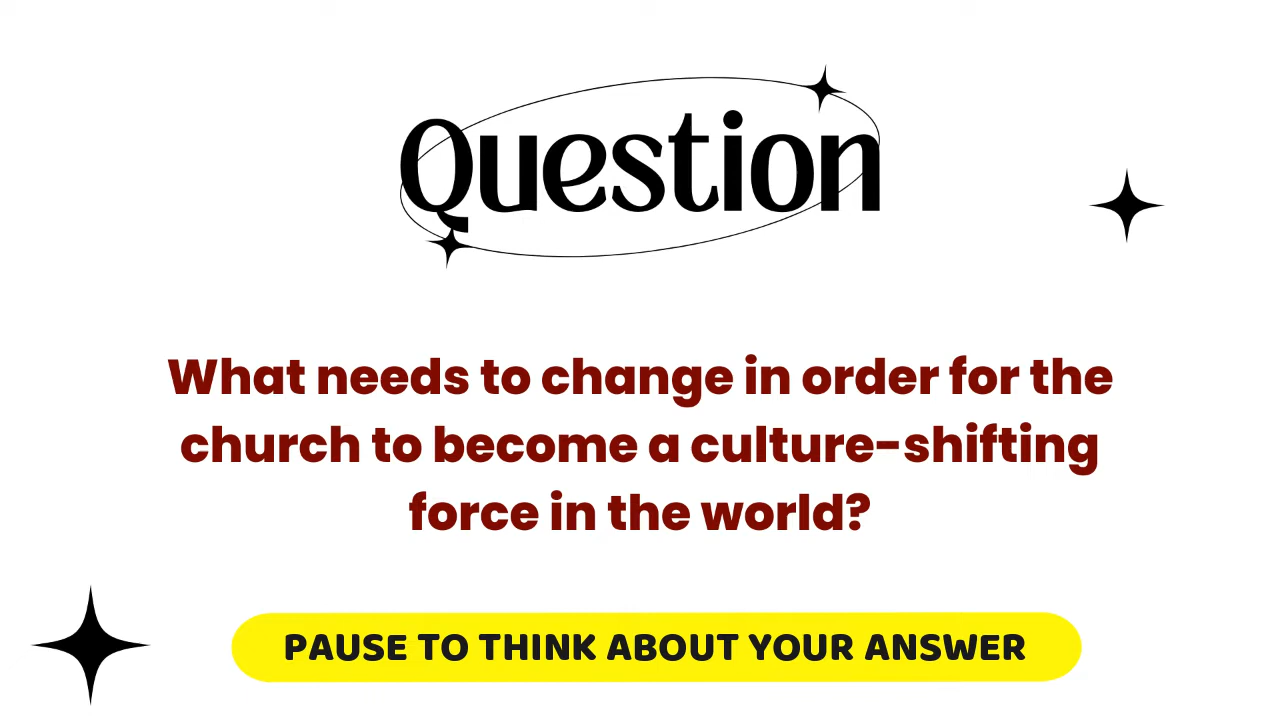 Question
What needs to change in order for the
church to become a culture-shifting
force in the world?
PAUSE TO THINK ABOUT YOUR ANSWER